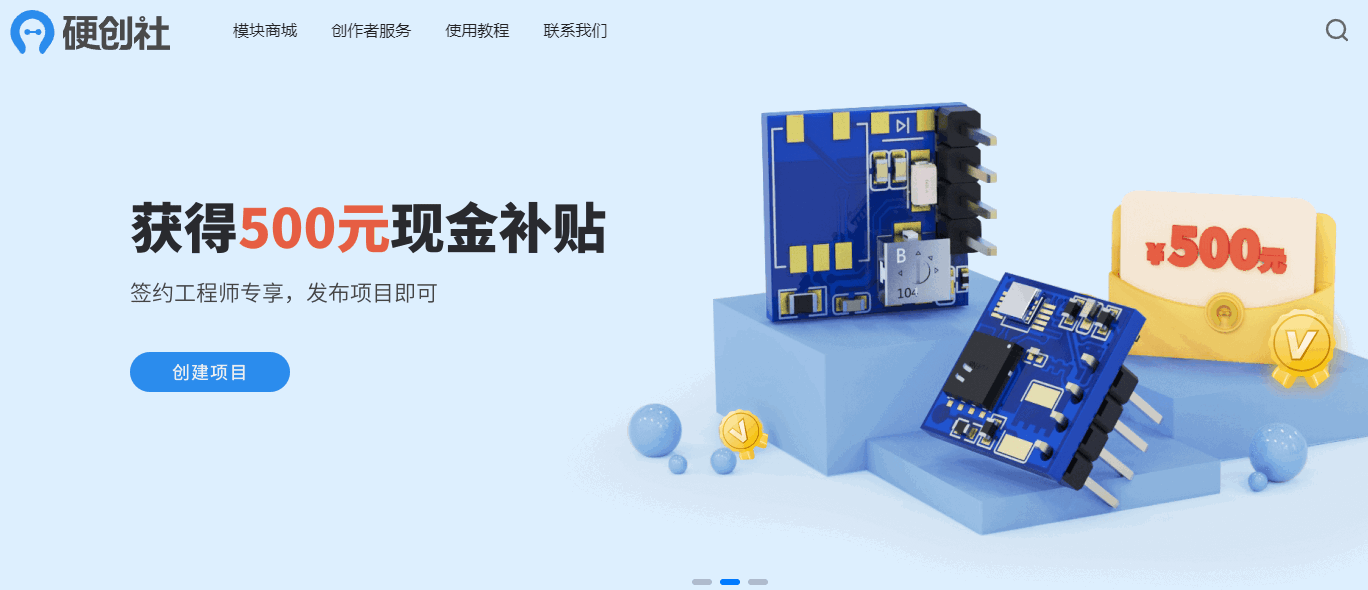 硬创社
模块商城 创作者服务 使用教程 联系我们
获得500元现金补贴
签约工程师专享，发布项目即可
创建项目
B
D
104
¥500元
V
V